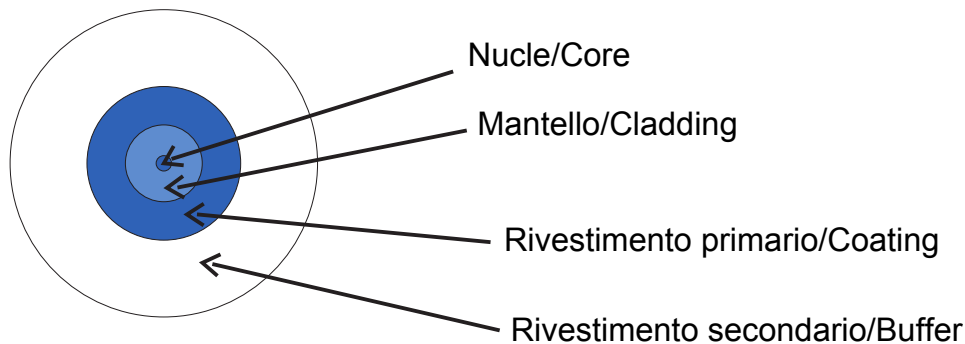 Nucle/Core
Mantello/Cladding
Rivestimento primario/Coating
Rivestimento secondario/Buffer